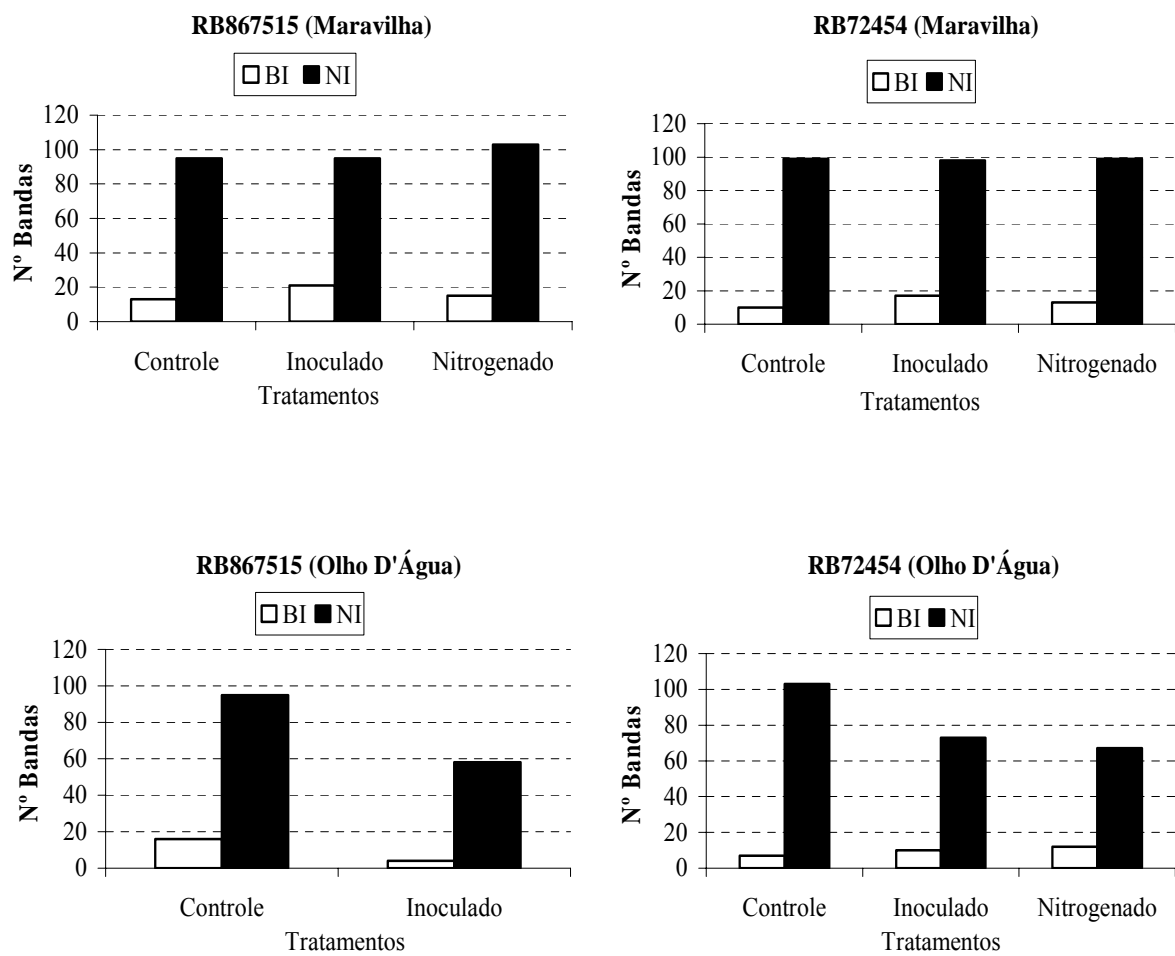 RB867515 (Maravilha)
BI NI
120
100
80
60
40
20
0
Nº Bandas
Controle Inoculado Nitrogenado
Tratamentos
RB72454 (Maravilha)
BI NI
120
100
80
60
40
20
0
Nº Bandas
Controle Inoculado Nitrogenado
Tratamentos
RB867515 (Olho D'Água)
BI NI
120
100
80
60
40
20
0
Nº Bandas
Controle Inoculado
Tratamentos
RB72454 (Olho D'Água)
BI NI
120
100
80
60
40
20
0
Nº Bandas
Controle Inoculado Nitrogenado
Tratamentos